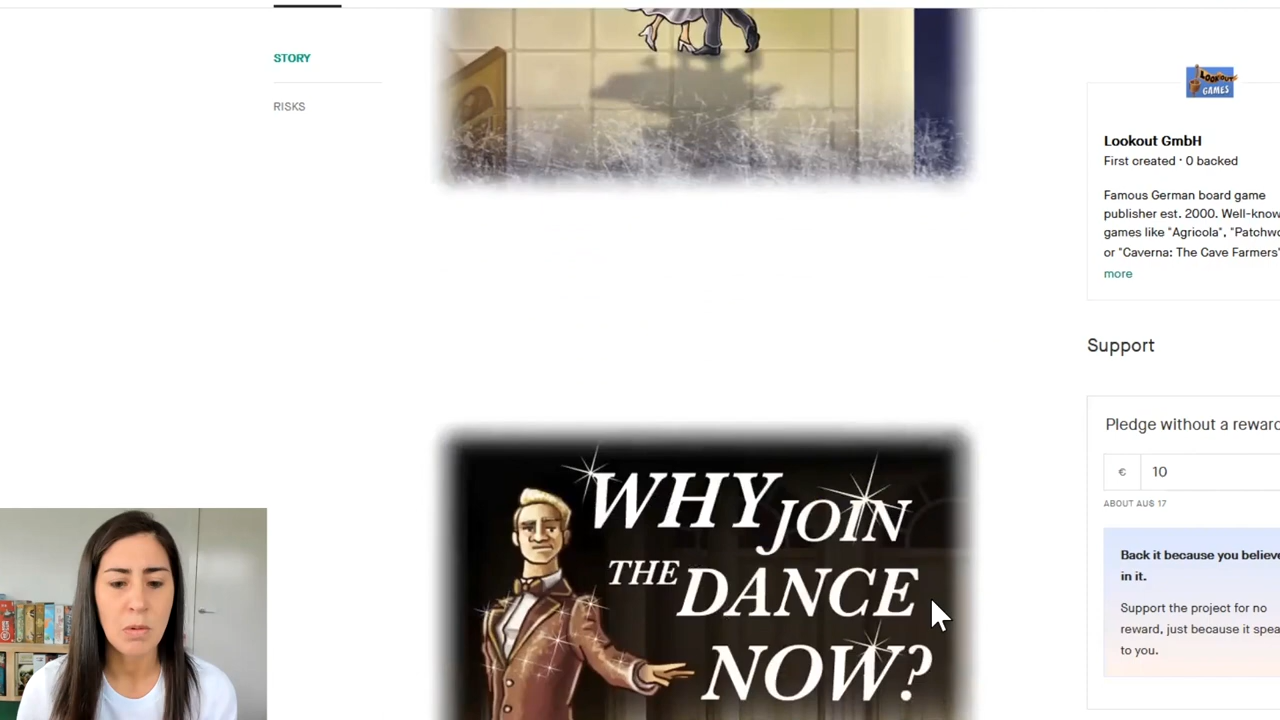 STORY
RISKS
LOOKOUT
GAMES
Lookout GmbH
First created · 0 backed
Famous German board game
publisher est. 2000. Well-know
games like "Agricola", "Patchwo
or "Caverna: The Cave Farmers"
more
Support
Pledge without a reward
€ 10
ABOUT AU$ 17
Back it because you believe
in it.
Support the project for no
reward, just because it spea
to you.
WHY JOIN
THE DANCE
NOW?